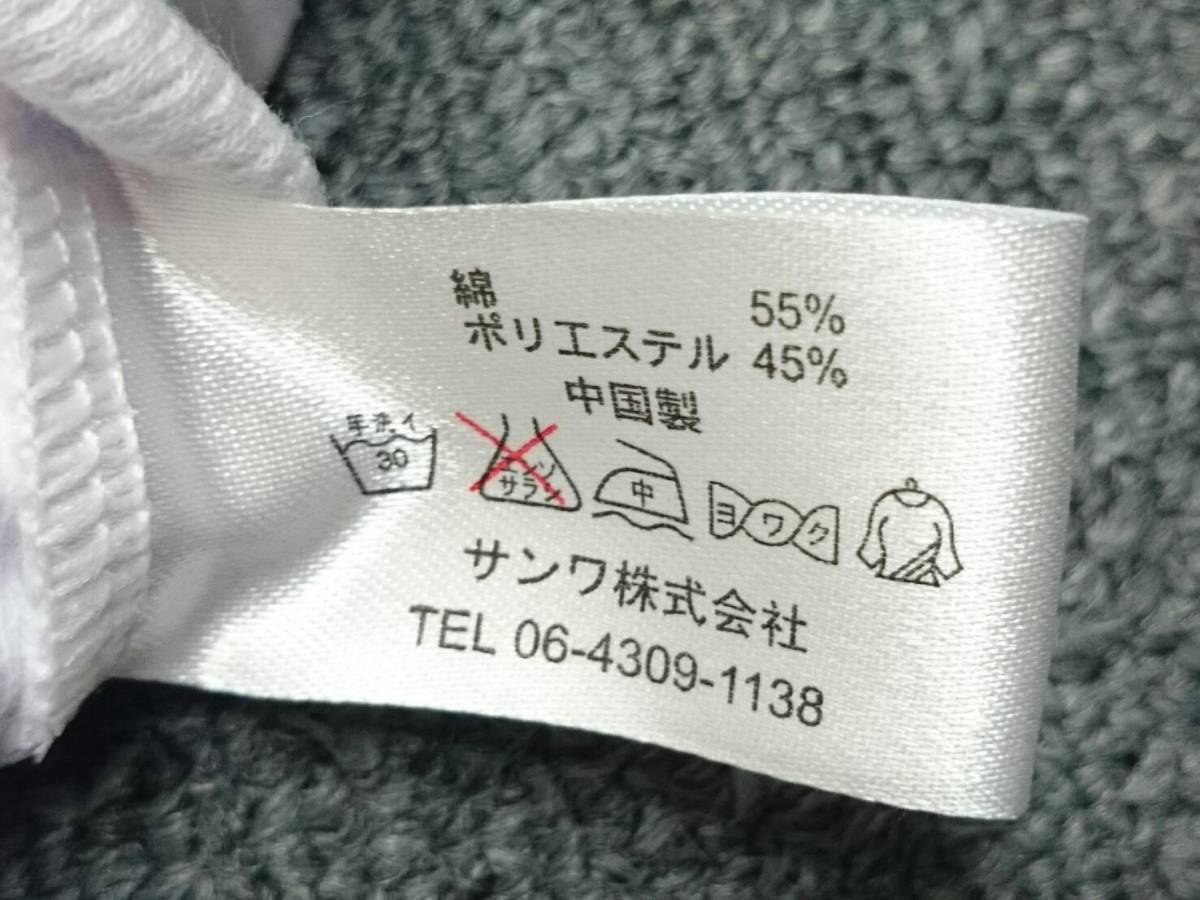 綿 55%
ポリエステル 45%
中国製
手洗イ
30
エンソ
サラシ
中
ヨワク
サンワ株式会社
TEL 06-4309-1138